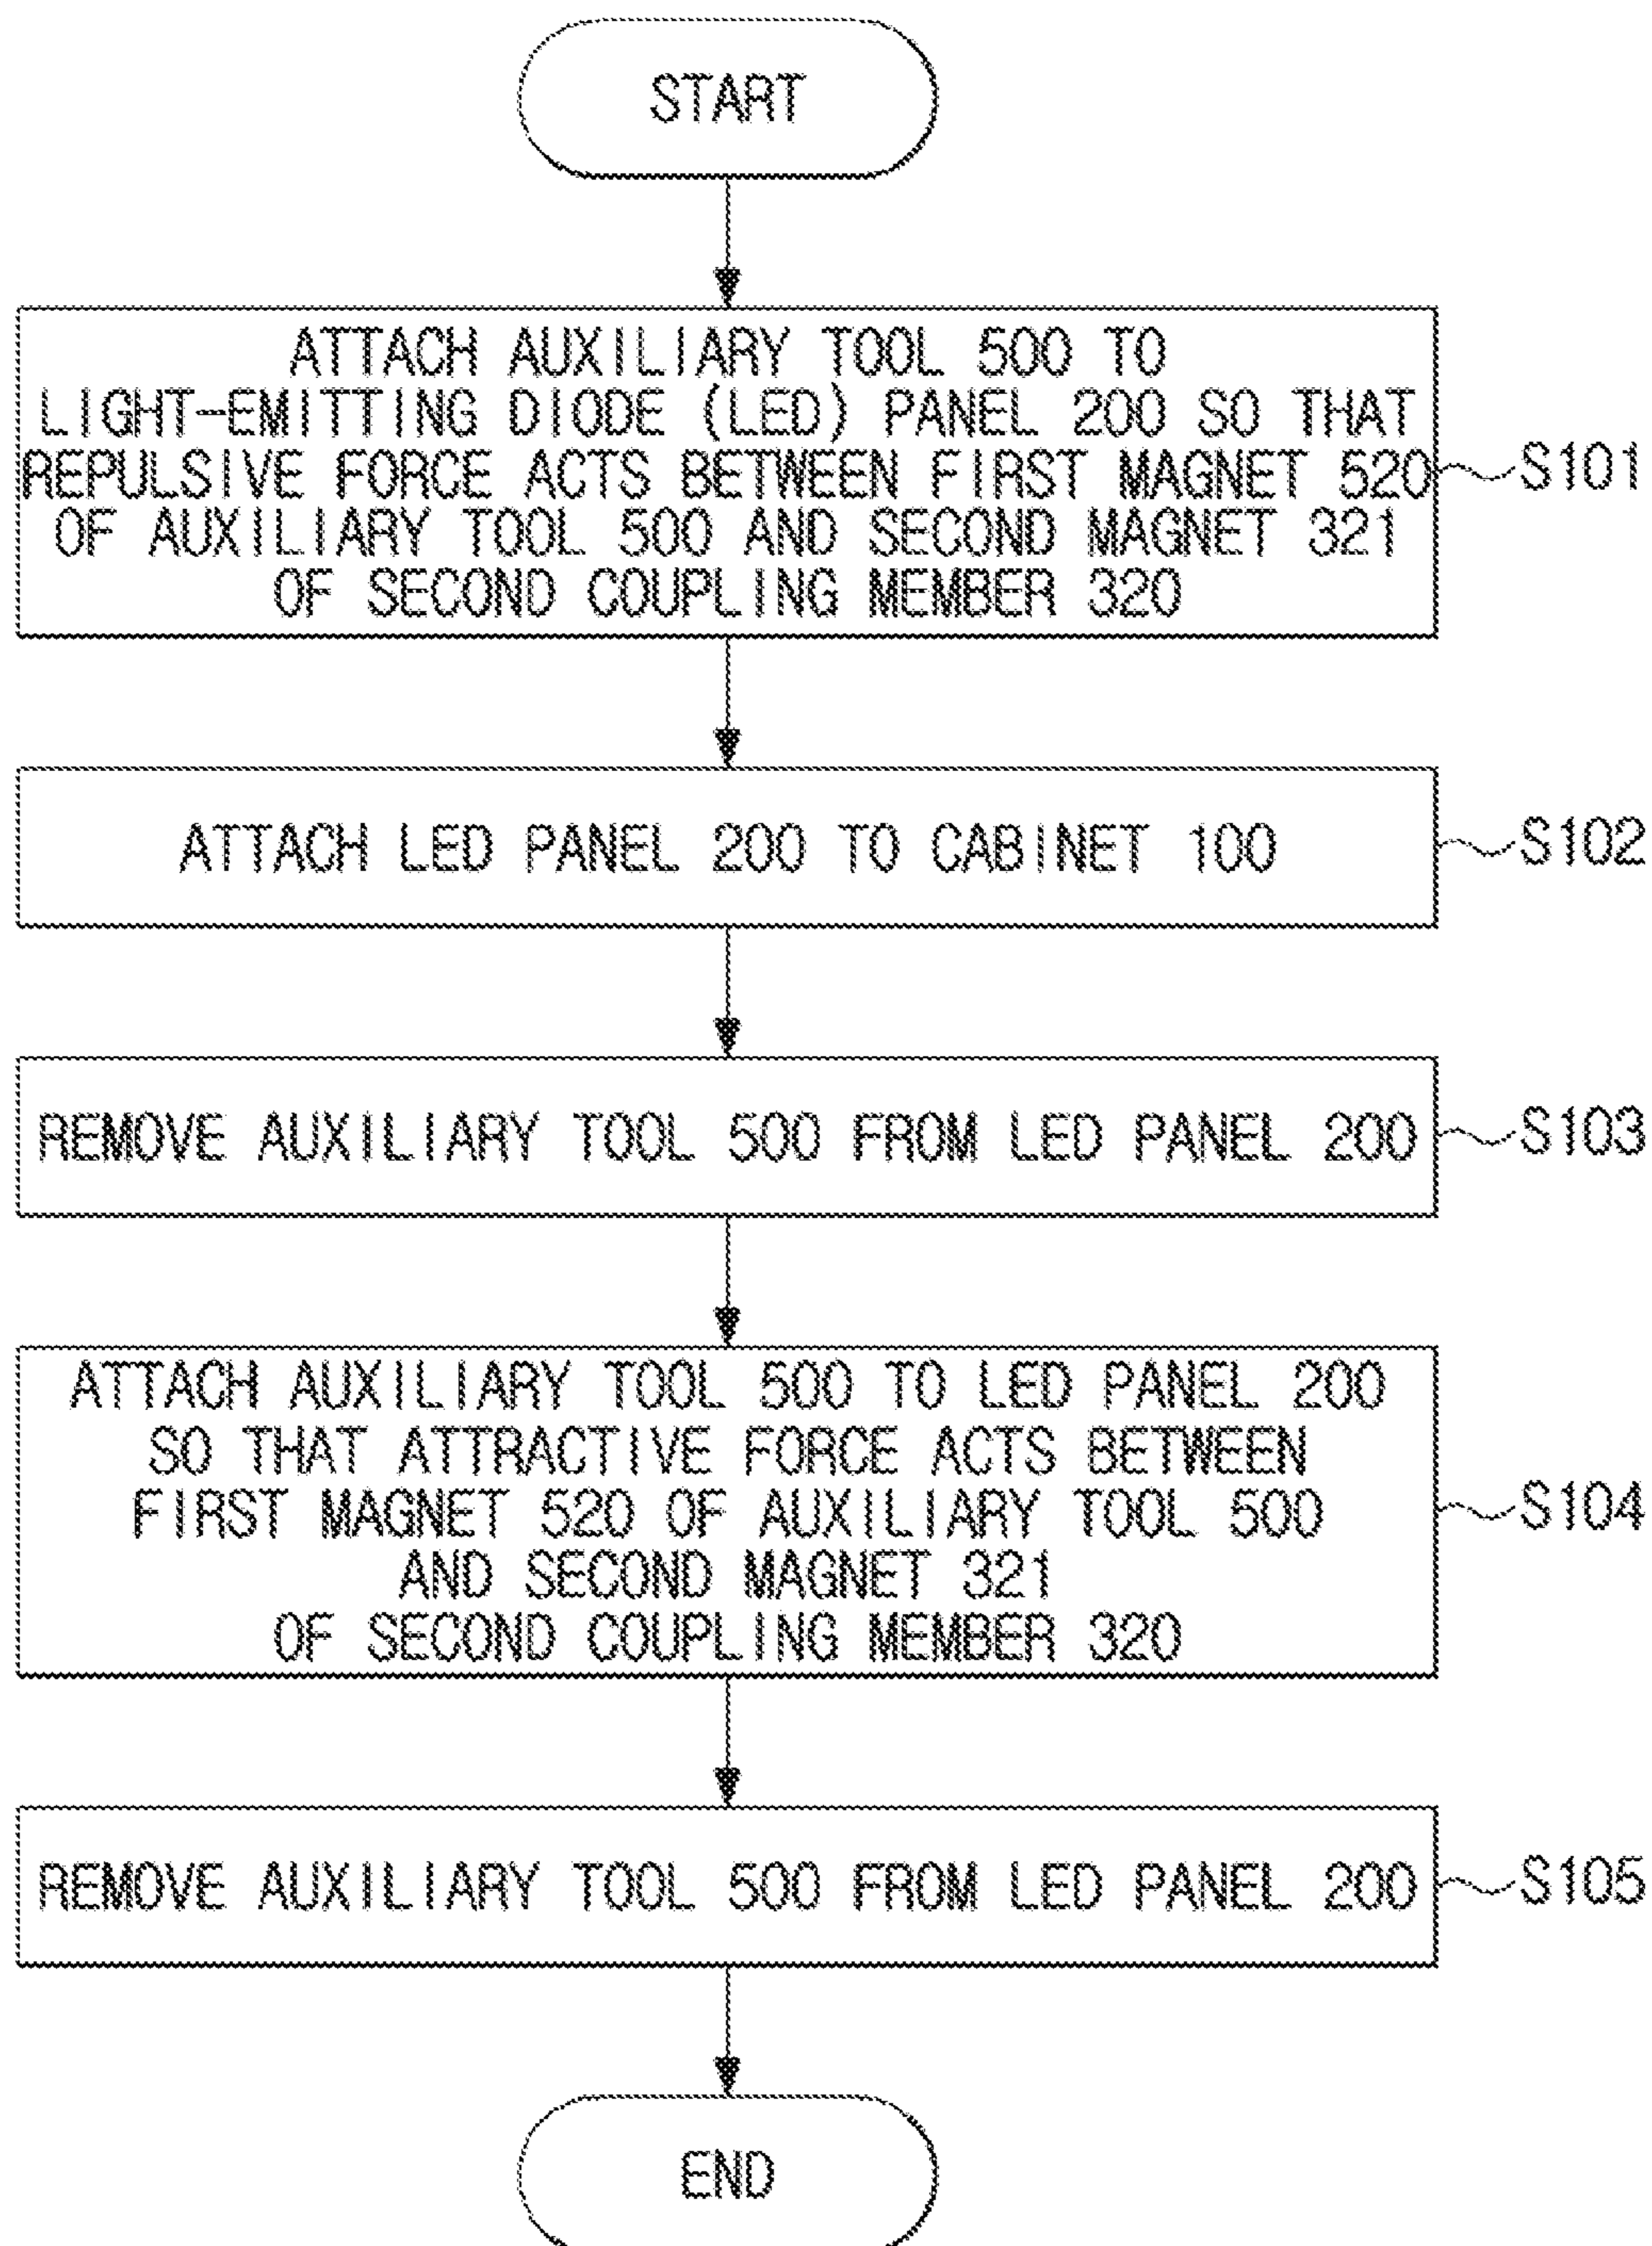 START
ATTACH AUXILIARY TOOL 500 TO
LIGHT-EMITTING DIODE (LED) PANEL 200 SO THAT
REPULSIVE FORCE ACTS BETWEEN FIRST MAGNET 520
OF AUXILIARY TOOL 500 AND SECOND MAGNET 321
OF SECOND COUPLING MEMBER 320
S101
ATTACH LED PANEL 200 TO CABINET 100
S102
REMOVE AUXILIARY TOOL 500 FROM LED PANEL 200
S103
ATTACH AUXILIARY TOOL 500 TO LED PANEL 200
SO THAT ATTRACTIVE FORCE ACTS BETWEEN
FIRST MAGNET 520 OF AUXILIARY TOOL 500
AND SECOND MAGNET 321
OF SECOND COUPLING MEMBER 320
S104
REMOVE AUXILIARY TOOL 500 FROM LED PANEL 200
S105
END